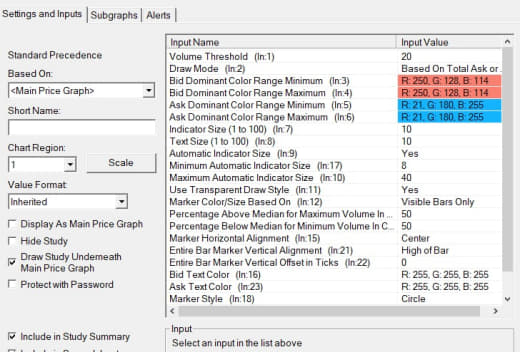 Settings and Inputs Subgraphs Alerts
Standard Precedence
Based On:
<Main Price Graph>
Short Name:
Chart Region:
1 Scale
Value Format:
Inherited
Display As Main Price Graph
Hide Study
Draw Study Underneath
Main Price Graph
Protect with Password
Include in Study Summary
Input Name Input Value
Volume Threshold (In:1) 20
Draw Mode (In:2) Based On Total Ask or
Bid Dominant Color Range Minimum (In:3) R: 250, G: 128, B: 114
Bid Dominant Color Range Maximum (In:4) R: 250, G: 128, B: 114
Ask Dominant Color Range Minimum (In:5) R: 21, G: 180, B: 255
Ask Dominant Color Range Maximum (In:6) R: 21, G: 180, B: 255
Indicator Size (1 to 100) (In:7) 10
Text Size (1 to 100) (In:8) 10
Automatic Indicator Size (In:9) Yes
Minimum Automatic Indicator Size (In:17) 8
Maximum Automatic Indicator Size (In:10) 40
Use Transparent Draw Style (In:11) Yes
Marker Color/Size Based On (In:12) Visible Bars Only
Percentage Above Median for Maximum Volume In ... 50
Percentage Below Median for Minimum Volume In C... 50
Marker Horizontal Alignment (In:15) Center
Entire Bar Marker Vertical Alignment (In:21) High of Bar
Entire Bar Marker Vertical Offset in Ticks (In:22) 0
Bid Text Color (In:16) R: 255, G: 255, B: 255
Ask Text Color (In:23) R: 255, G: 255, B: 255
Marker Style (In:18) Circle
Input
Select an input in the list above